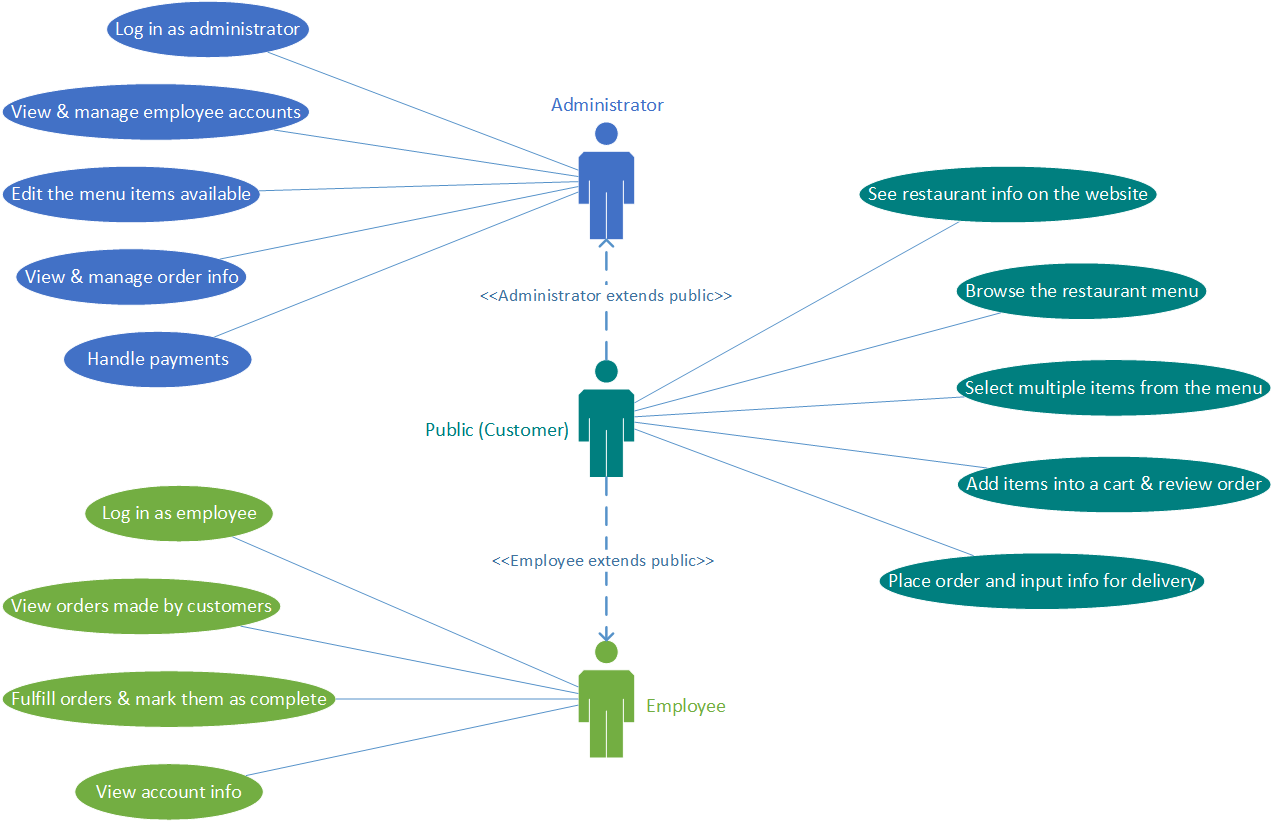 Log in as administrator
View & manage employee accounts
Edit the menu items available
View & manage order info
Handle payments
Administrator
<<Administrator extends public>>
Public (Customer)
See restaurant info on the website
Browse the restaurant menu
Select multiple items from the menu
Add items into a cart & review order
Place order and input info for delivery
<<Employee extends public>>
Log in as employee
View orders made by customers
Fulfill orders & mark them as complete
View account info
Employee